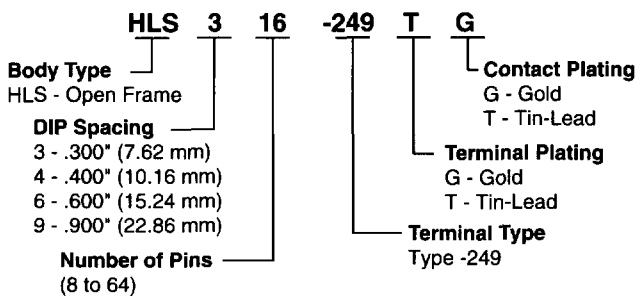 HLS 3 16 -249 T G
Body Type
HLS - Open Frame
DIP Spacing
3 - .300" (7.62 mm)
4 - .400" (10.16 mm)
6 - .600" (15.24 mm)
9 - .900" (22.86 mm)
Number of Pins
(8 to 64)
Contact Plating
G - Gold
T - Tin-Lead
Terminal Plating
G - Gold
T - Tin-Lead
Terminal Type
Type -249